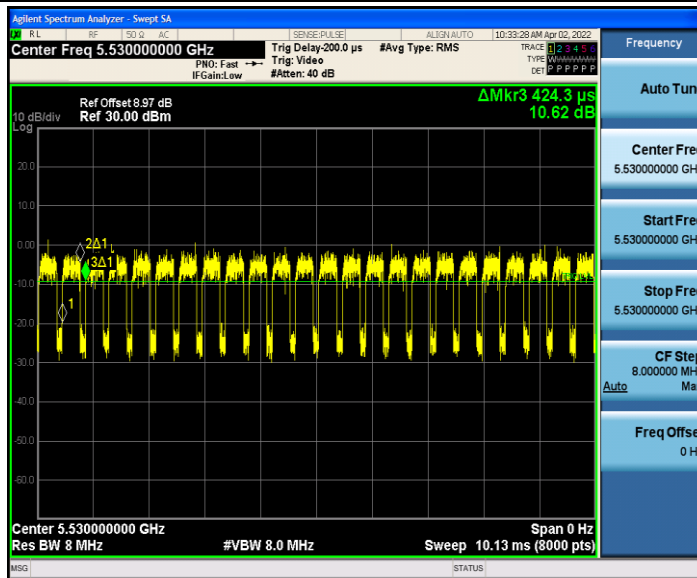 Agilent Spectrum Analyzer - Swept SA
RL RF 50 Ω AC SENSE:PULSE ALIGN AUTO 10:33:28 AM Apr 02, 2022
Center Freq 5.530000000 GHz
PNO: Fast
IFGain:Low
Trig Delay-200.0 µs
Trig: Video
#Atten: 40 dB
#Avg Type: RMS
TRACE 1 2 3 4 5 6
TYPE W
DET P P P P P P
Frequency
Auto Tun
Center Fre
5.530000000 GH
Start Fre
5.530000000 GH
Stop Fre
5.530000000 GH
CF Step
8.000000 MH
Auto Ma
Freq Offse
0 H
ΔMkr3 424.3 µs
10.62 dB
10 dB/div
Log
Ref Offset 8.97 dB
Ref 30.00 dBm
20.0
10.0
0.00
-10.0
-20.0
-30.0
-40.0
-50.0
-60.0
2Δ1
3Δ1
1
Center 5.530000000 GHz Span 0 Hz
Res BW 8 MHz #VBW 8.0 MHz Sweep 10.13 ms (8000 pts)
MSG STATUS